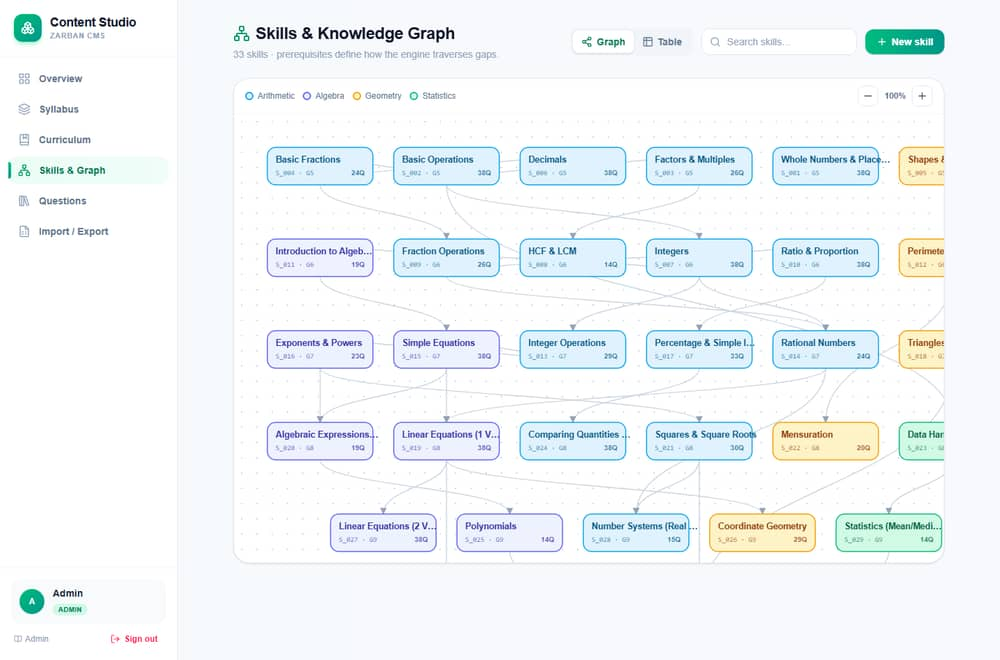 Content Studio
ZARBAN CMS
Overview
Syllabus
Curriculum
Skills & Graph
Questions
Import / Export
Admin
A
ADMIN
Admin
Sign out
Skills & Knowledge Graph
33 skills · prerequisites define how the engine traverses gaps.
Graph
Table
Search skills...
New skill
Arithmetic
Algebra
Geometry
Statistics
100%
Basic Fractions
S_004 · G5 24Q
Basic Operations
S_002 · G5 38Q
Decimals
S_006 · G5 38Q
Factors & Multiples
S_003 · G5 26Q
Whole Numbers & Place...
S_001 · G5 38Q
Shapes &
S_005 · G5
Introduction to Algeb...
S_011 · G6 19Q
Fraction Operations
S_009 · G6 26Q
HCF & LCM
S_008 · G6 14Q
Integers
S_007 · G6 38Q
Ratio & Proportion
S_010 · G6 38Q
Perimete
S_012 · G6
Exponents & Powers
S_016 · G7 23Q
Simple Equations
S_015 · G7 38Q
Integer Operations
S_013 · G7 29Q
Percentage & Simple I...
S_017 · G7 33Q
Rational Numbers
S_014 · G7 24Q
Triangles
S_018 · G7
Algebraic Expressions...
S_020 · G8 19Q
Linear Equations (1 V...
S_019 · G8 38Q
Comparing Quantities ...
S_024 · G8 38Q
Squares & Square Roots
S_021 · G8 30Q
Mensuration
S_022 · G8 20Q
Data Han
S_023 · G8
Linear Equations (2 V...
S_027 · G9 38Q
Polynomials
S_025 · G9 14Q
Number Systems (Real ...
S_028 · G9 15Q
Coordinate Geometry
S_026 · G9 29Q
Statistics (Mean/Medi...
S_029 · G9 14Q